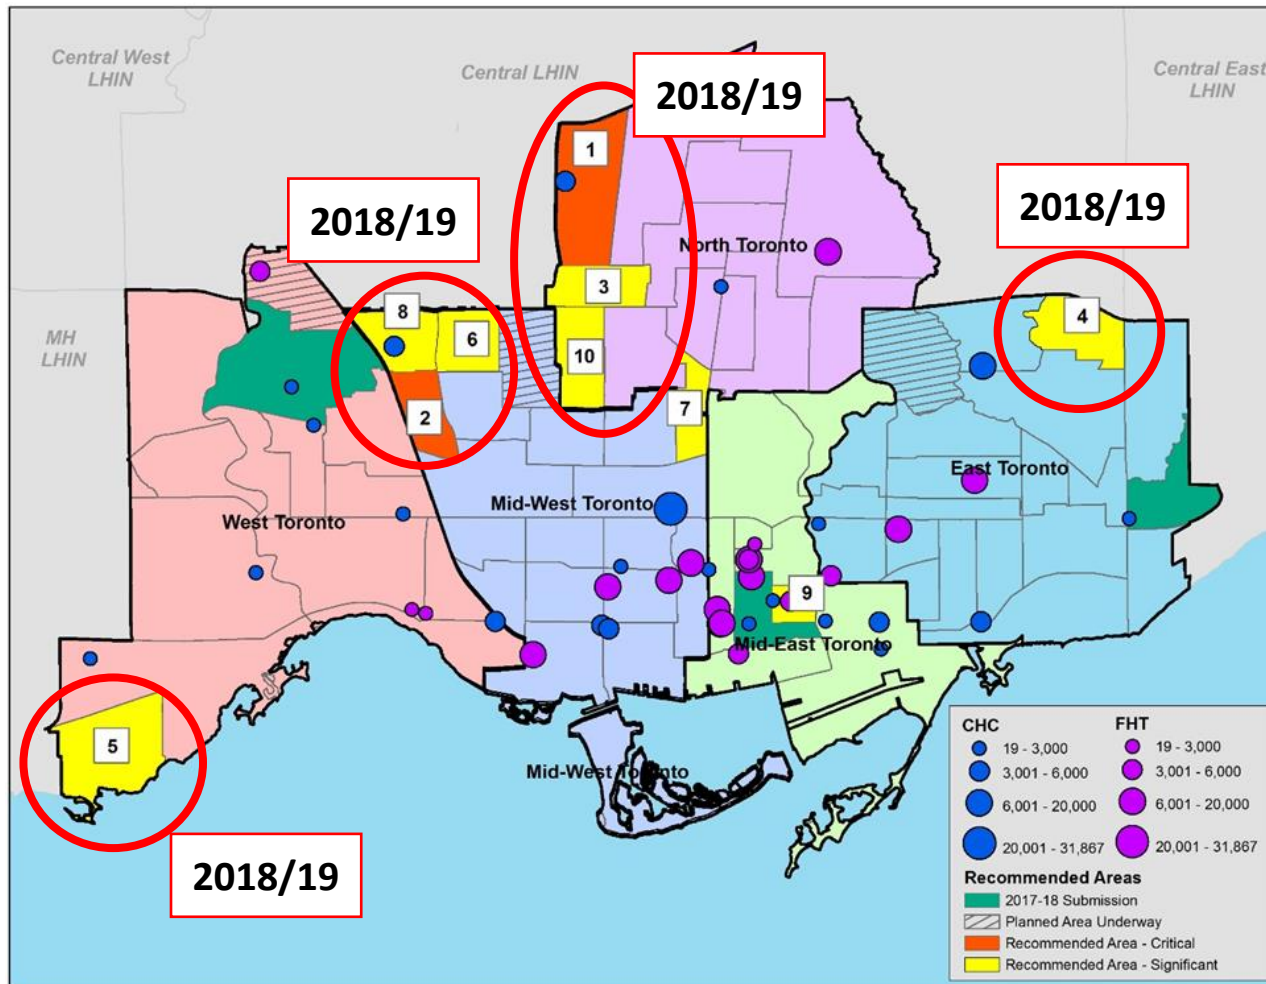 Central West
LHIN
Central LHIN
2018/19
Central East
LHIN
1
2018/19
2018/19
North Toronto
3
8
6
4
MH
LHIN
10
2
7
East Toronto
Mid-West Toronto
West Toronto
9
Mid-East Toronto
5
Mid-West Toronto
2018/19
CHC
19 - 3,000
3,001 - 6,000
6,001 - 20,000
20,001 - 31,867
FHT
19 - 3,000
3,001 - 6,000
6,001 - 20,000
20,001 - 31,867
Recommended Areas
2017-18 Submission
Planned Area Underway
Recommended Area - Critical
Recommended Area - Significant